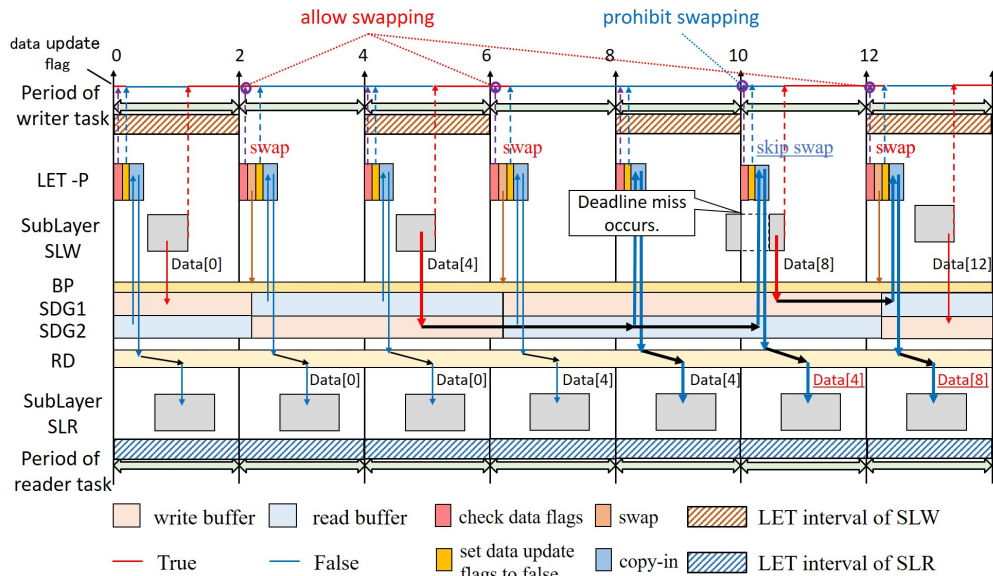 allow swapping
prohibit swapping
data update
flag
0
2
4
6
8
10
12
Period of
writer task
swap
swap
skip swap
swap
LET -P
Deadline miss
occurs.
SubLayer
SLW
Data[0]
Data[4]
Data[8]
Data[12]
BP
SDG1
SDG2
RD
Data[0]
Data[0]
Data[4]
Data[4]
Data[4]
Data[8]
SubLayer
SLR
Period of
reader task
write buffer
read buffer
check data flags
swap
LET interval of SLW
True
False
set data update
flags to false
copy-in
LET interval of SLR